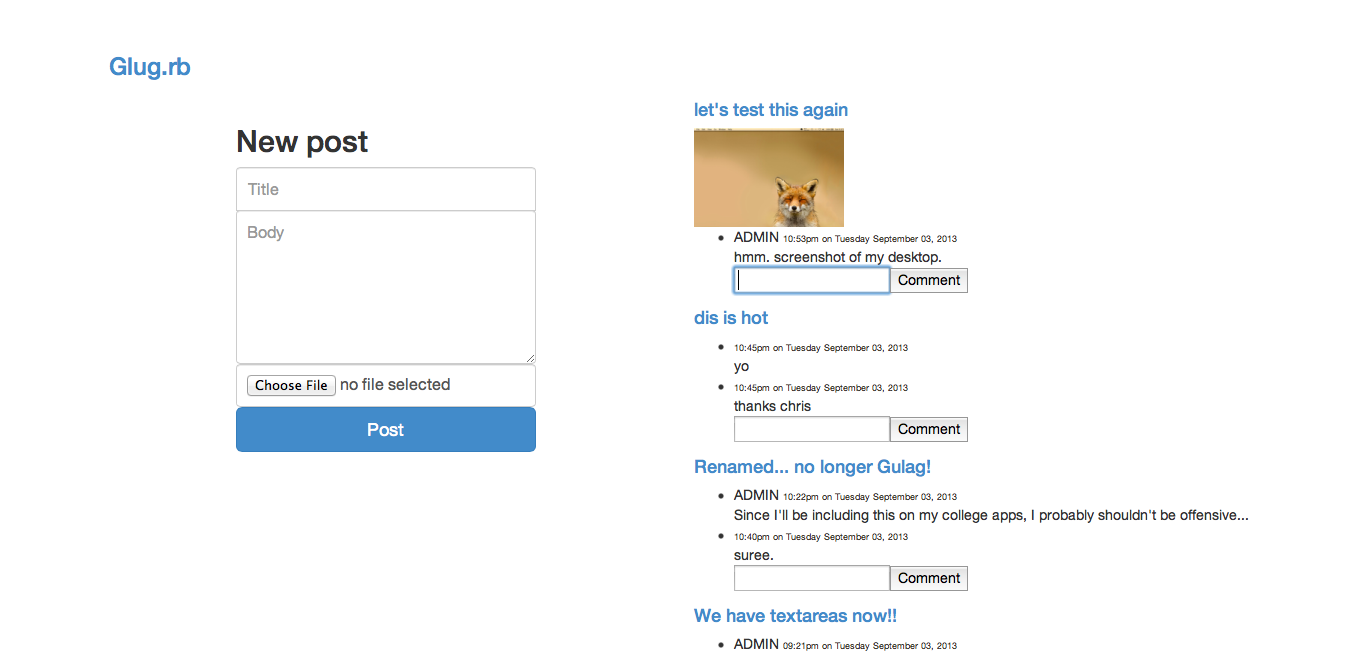 Glug.rb
New post
Title
Body
Choose File no file selected
Post
let's test this again
ADMIN 10:53pm on Tuesday September 03, 2013
hmm. screenshot of my desktop.
Comment
dis is hot
10:45pm on Tuesday September 03, 2013
yo
10:45pm on Tuesday September 03, 2013
thanks chris
Comment
Renamed... no longer Gulag!
ADMIN 10:22pm on Tuesday September 03, 2013
Since I'll be including this on my college apps, I probably shouldn't be offensive...
10:40pm on Tuesday September 03, 2013
suree.
Comment
We have textareas now!!
ADMIN 09:21pm on Tuesday September 03, 2013